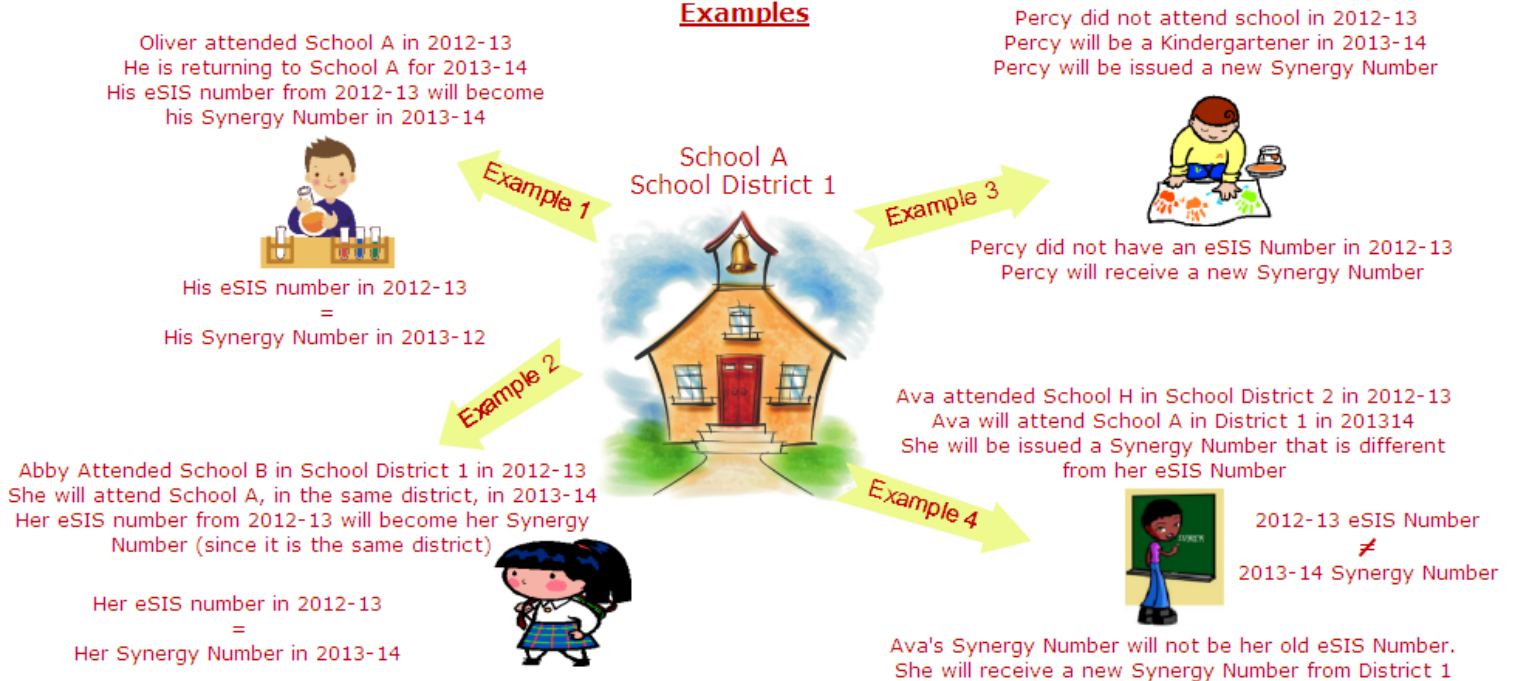 Examples
Oliver attended School A in 2012-13
He is returning to School A for 2013-14
His eSIS number from 2012-13 will become
his Synergy Number in 2013-14
Example 1
His eSIS number in 2012-13
=
His Synergy Number in 2013-12
School A
School District 1
Percy did not attend school in 2012-13
Percy will be a Kindergartener in 2013-14
Percy will be issued a new Synergy Number
Example 3
Percy did not have an eSIS Number in 2012-13
Percy will receive a new Synergy Number
Example 2
Abby Attended School B in School District 1 in 2012-13
She will attend School A, in the same district, in 2013-14
Her eSIS number from 2012-13 will become her Synergy
Number (since it is the same district)
Her eSIS number in 2012-13
=
Her Synergy Number in 2013-14
Ava attended School H in School District 2 in 2012-13
Ava will attend School A in District 1 in 201314
She will be issued a Synergy Number that is different
from her eSIS Number
Example 4
2012-13 eSIS Number
≠
2013-14 Synergy Number
Ava's Synergy Number will not be her old eSIS Number.
She will receive a new Synergy Number from District 1